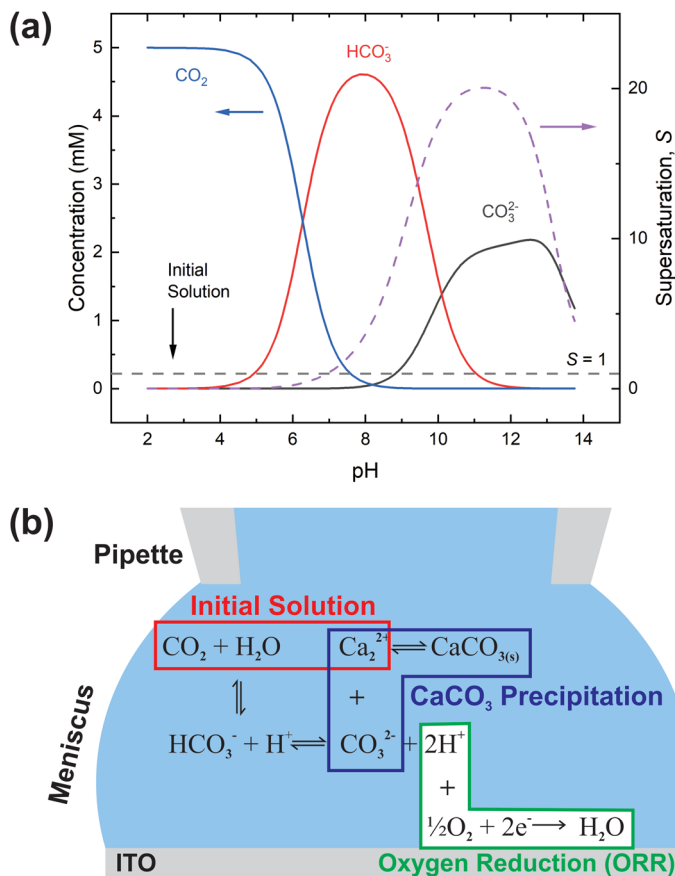 (a)
CO₂
HCO₃⁻
CO₃²⁻
Initial
Solution
S = 1
Concentration (mM)
Supersaturation, S
5
4
3
2
1
0
20
10
0
2 4 6 8 10 12 14
pH
(b)
Pipette
Meniscus
Initial Solution
CO₂ + H₂O Ca₂²⁺ ⇌ CaCO₃₍ₛ₎
⥮ +
CaCO₃ Precipitation
HCO₃⁻ + H⁺ ⇌ CO₃²⁻ + 2H⁺
+
½O₂ + 2e⁻ → H₂O
ITO
Oxygen Reduction (ORR)